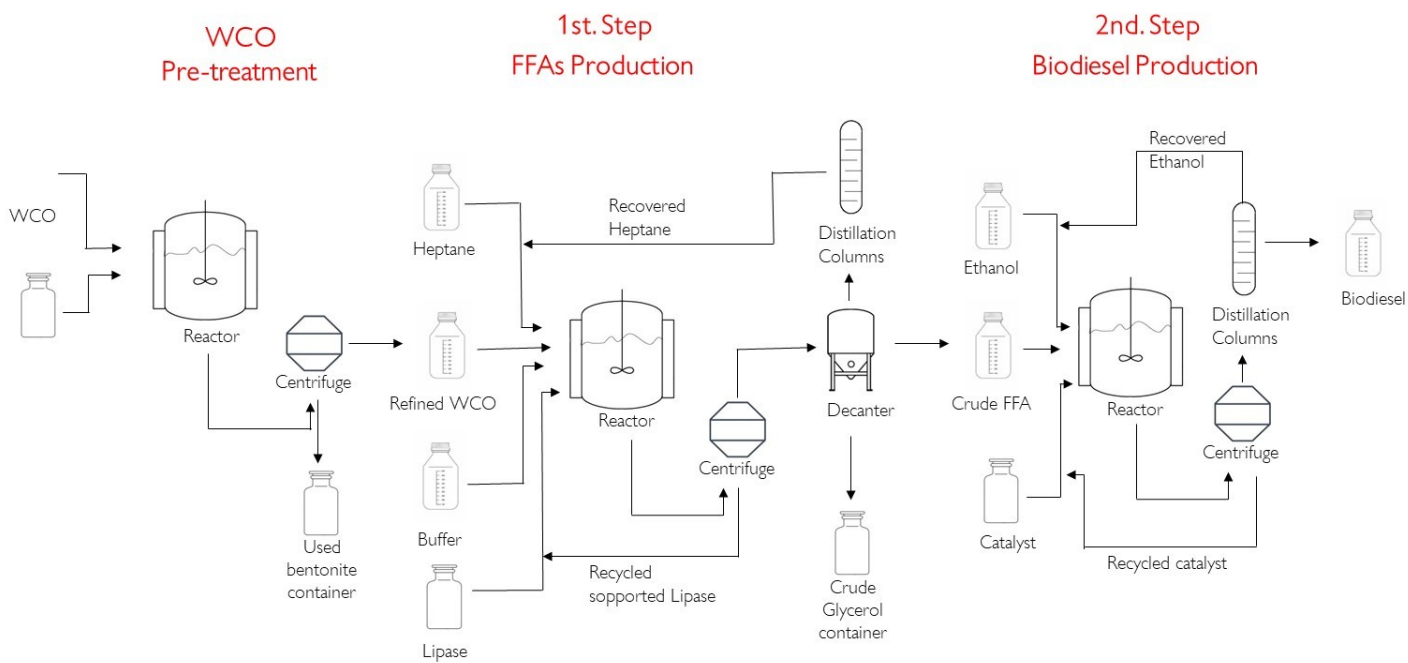 WCO
Pre-treatment
1st. Step
FFAs Production
2nd. Step
Biodiesel Production
WCO
Reactor
Centrifuge
Used
bentonite
container
Heptane
Refined WCO
Buffer
Lipase
Recovered
Heptane
Reactor
Centrifuge
Recycled
sopported Lipase
Distillation
Columns
Decanter
Crude
Glycerol
container
Recovered
Ethanol
Ethanol
Crude FFA
Catalyst
Reactor
Distillation
Columns
Centrifuge
Recycled catalyst
Biodiesel